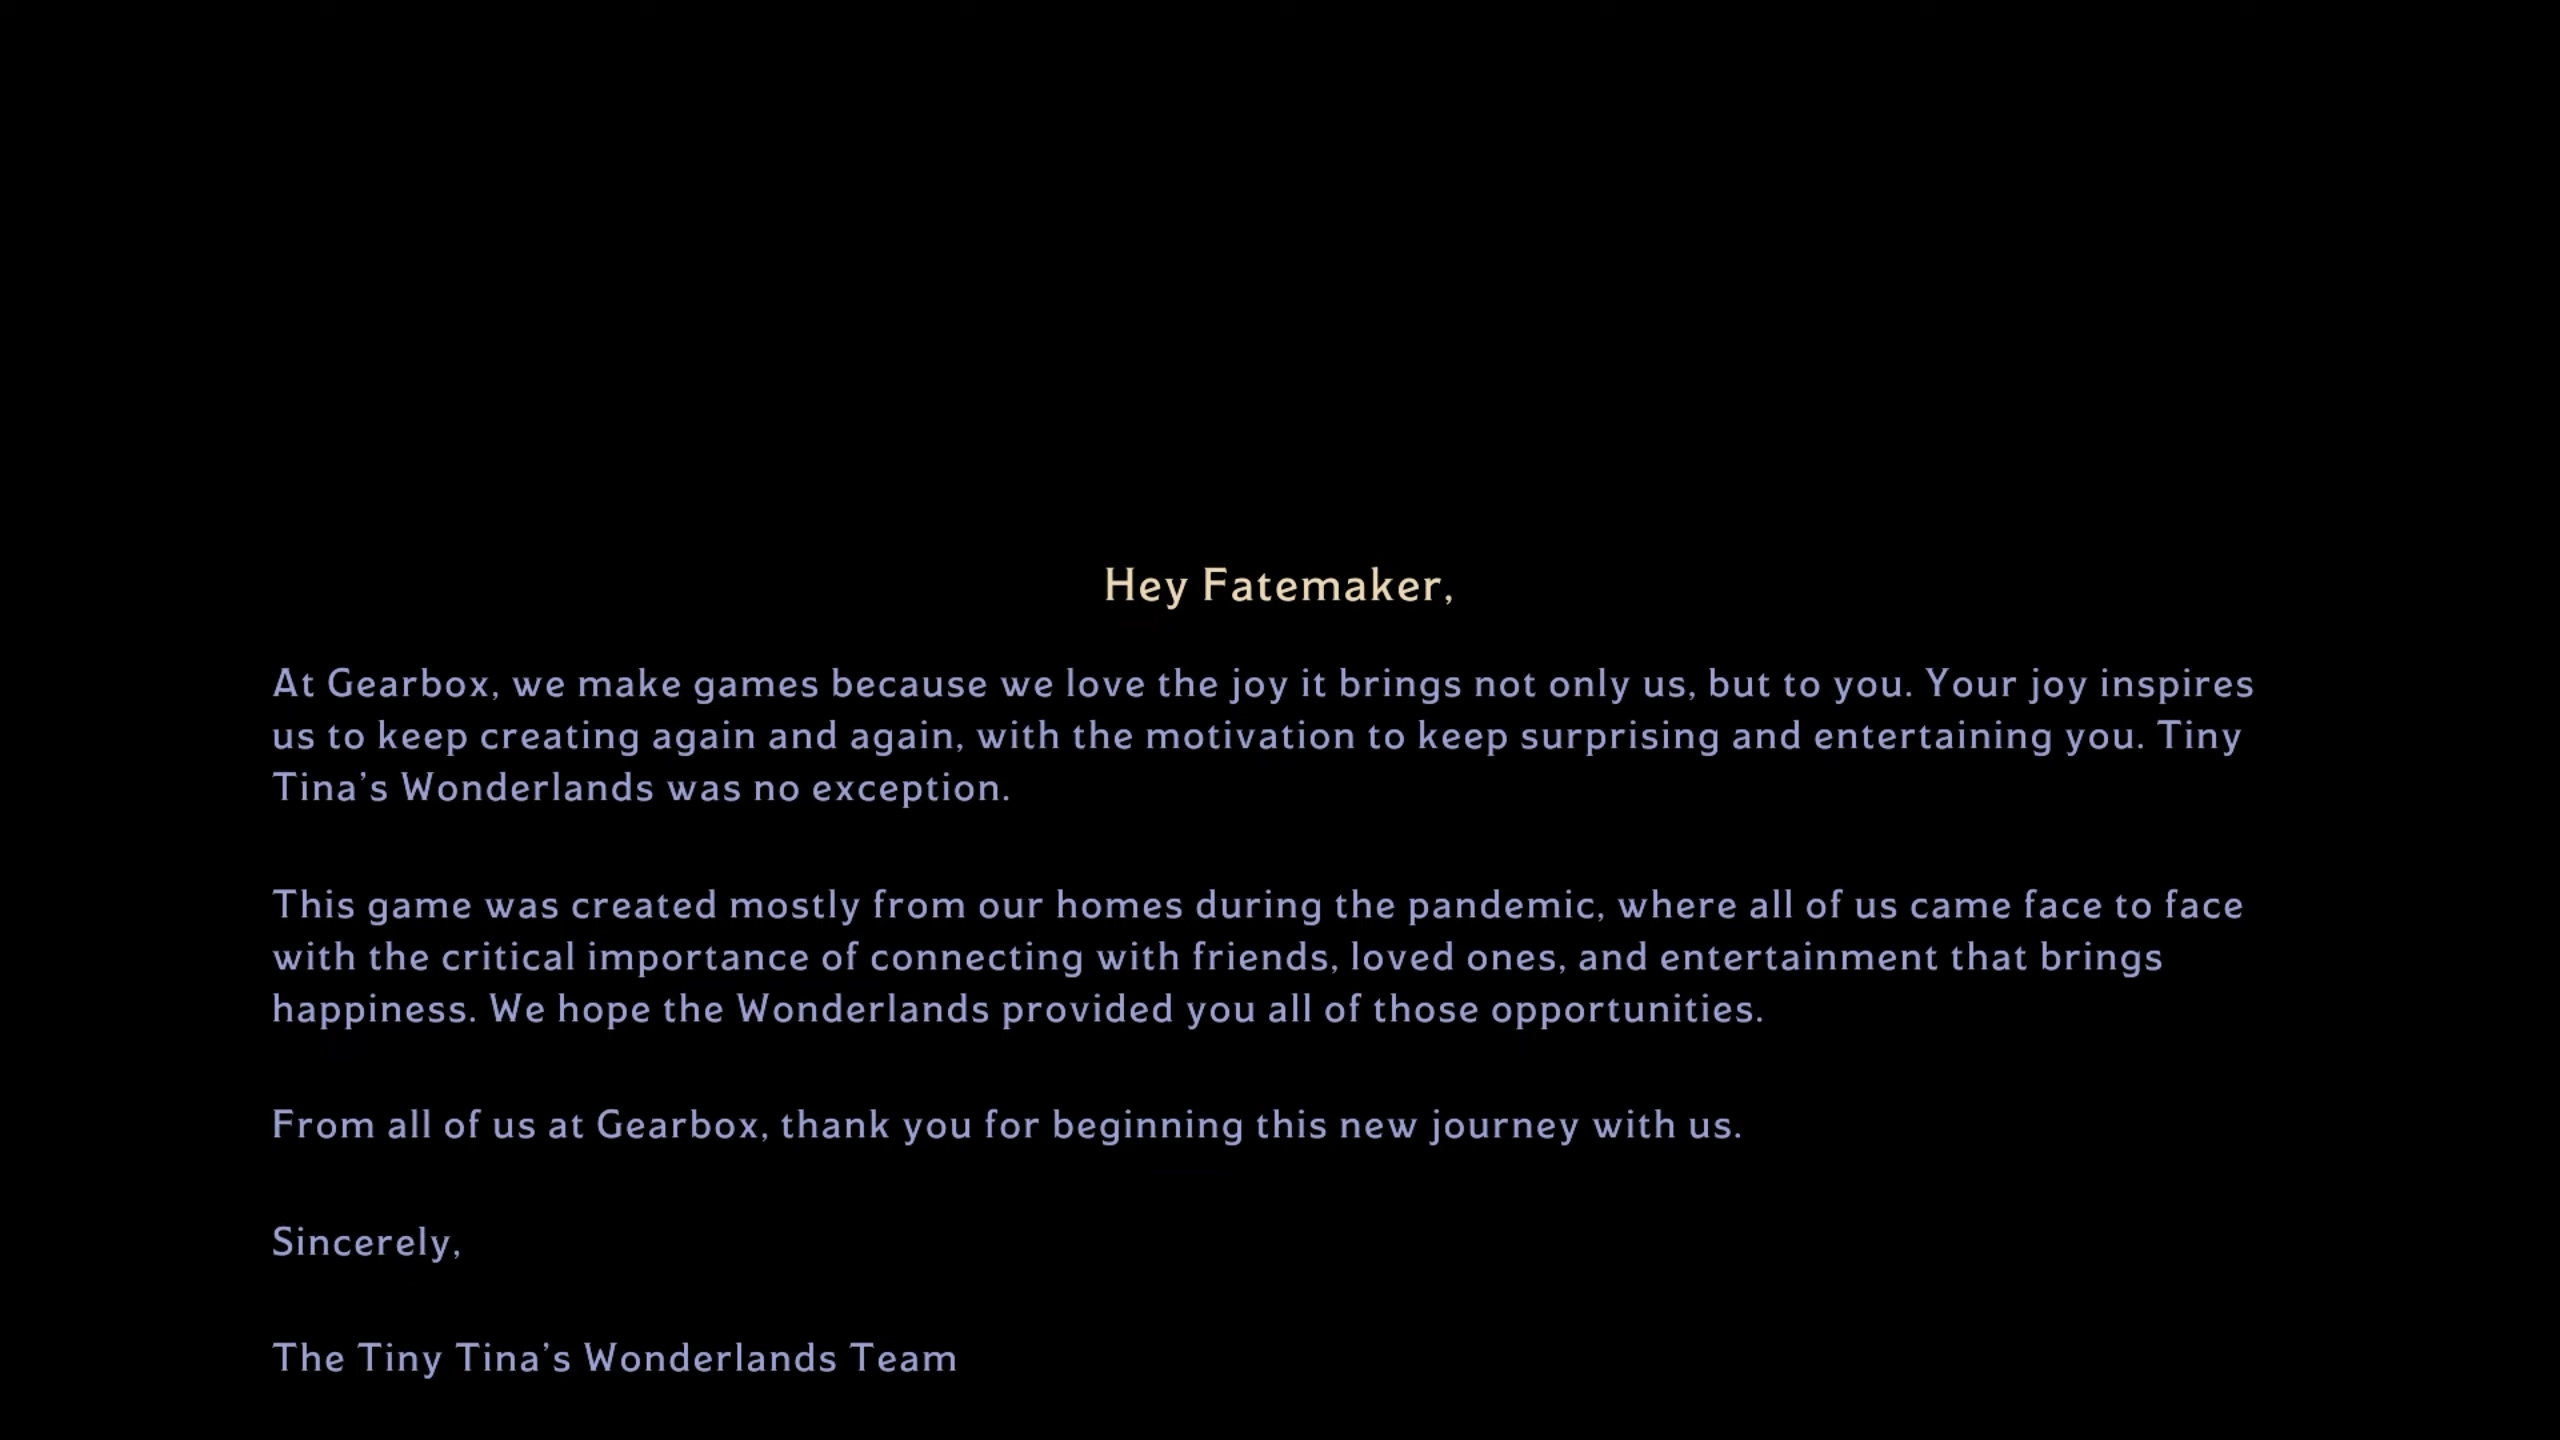 Hey Fatemaker,
At Gearbox, we make games because we love the joy it brings not only us, but to you. Your joy inspires
us to keep creating again and again, with the motivation to keep surprising and entertaining you. Tiny
Tina's Wonderlands was no exception.
This game was created mostly from our homes during the pandemic, where all of us came face to face
with the critical importance of connecting with friends, loved ones, and entertainment that brings
happiness. We hope the Wonderlands provided you all of those opportunities.
From all of us at Gearbox, thank you for beginning this new journey with us.
Sincerely,
The Tiny Tina's Wonderlands Team